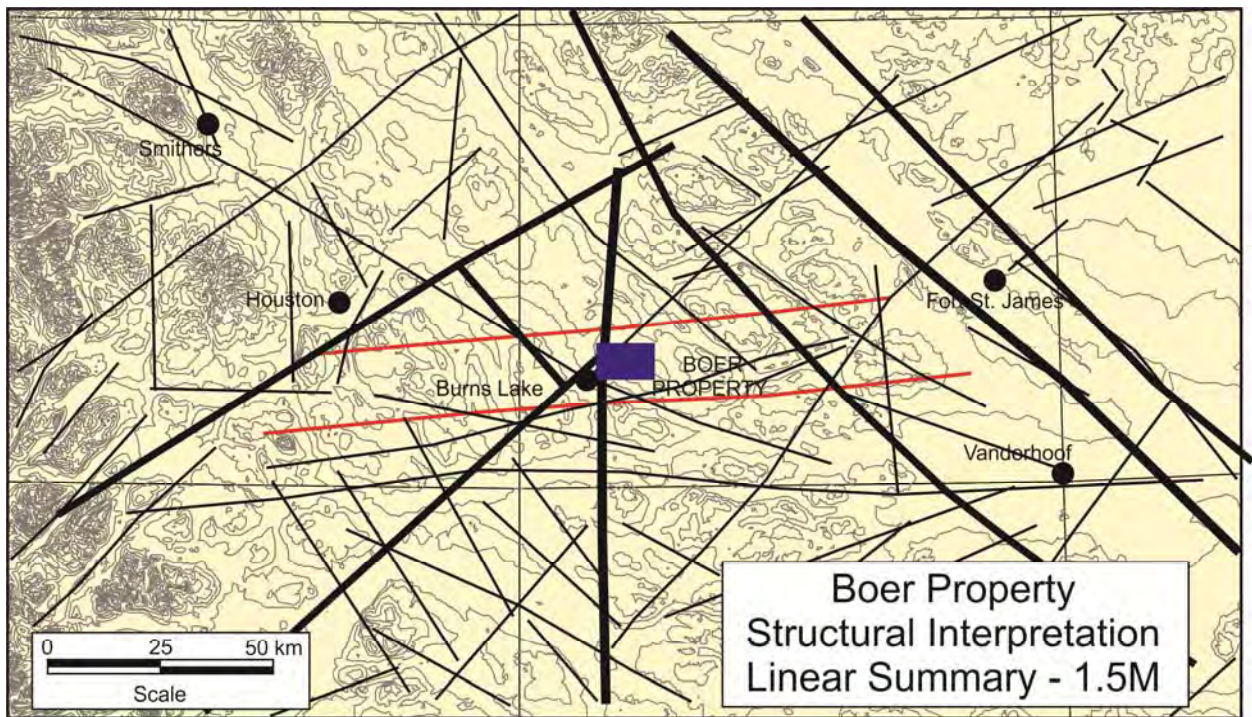 Smithers
Houston
Fort St. James
Burns Lake
BOER
PROPERTY
Vanderhoof
Boer Property
Structural Interpretation
Linear Summary - 1.5M
0 25 50 km
Scale